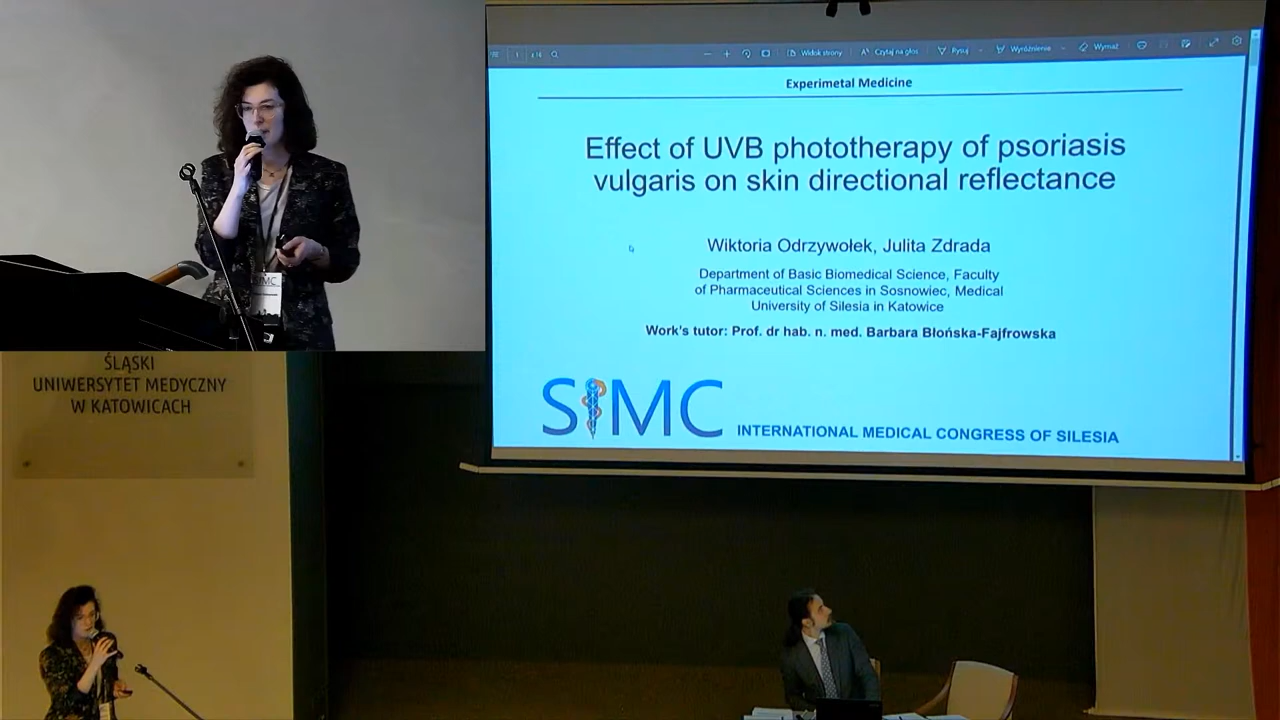 1 z 16
Widok strony
Czytaj na głos
Rysuj
Wyróżnienie
Wymaż
Experimetal Medicine
Effect of UVB phototherapy of psoriasis
vulgaris on skin directional reflectance
Wiktoria Odrzywołek, Julita Zdrada
Department of Basic Biomedical Science, Faculty
of Pharmaceutical Sciences in Sosnowiec, Medical
University of Silesia in Katowice
Work's tutor: Prof. dr hab. n. med. Barbara Błońska-Fajfrowska
SIMC
INTERNATIONAL MEDICAL CONGRESS OF SILESIA
SIMC
ŚLĄSKI
UNIWERSYTET MEDYCZNY
W KATOWICACH